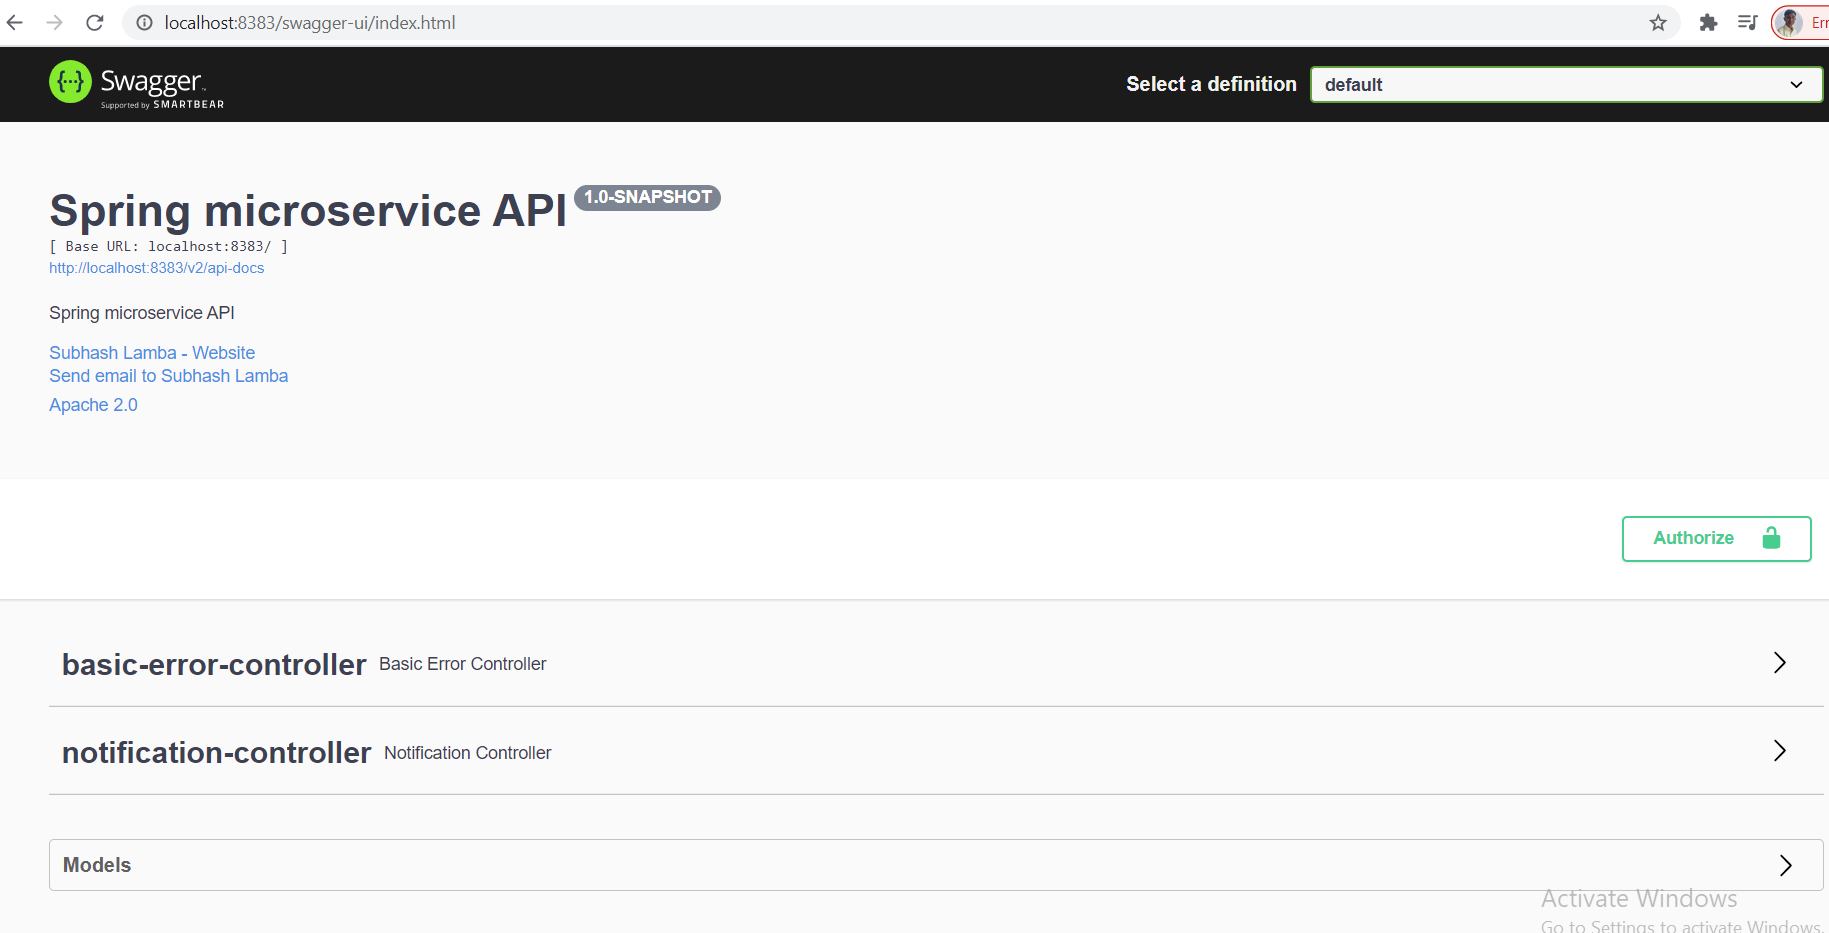 localhost:8383/swagger-ui/index.html
Err
Swagger
Supported by SMARTBEAR
Select a definition
default
Spring microservice API 1.0-SNAPSHOT
[ Base URL: localhost:8383/ ]
http://localhost:8383/v2/api-docs
Spring microservice API
Subhash Lamba - Website
Send email to Subhash Lamba
Apache 2.0
Authorize
basic-error-controller Basic Error Controller
notification-controller Notification Controller
Models
Activate Windows
Go to Settings to activate Windows.